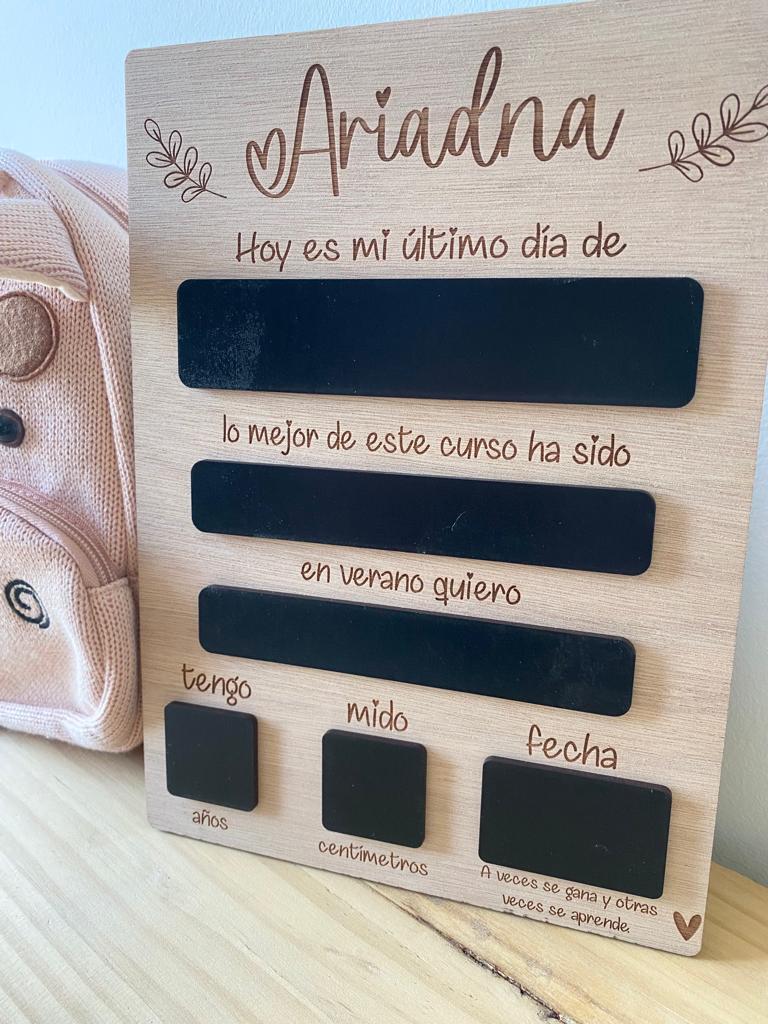 Ariadna
Hoy es mi último día de
lo mejor de este curso ha sido
en verano quiero
tengo
años
mido
centímetros
fecha
A veces se gana y otras
veces se aprende.